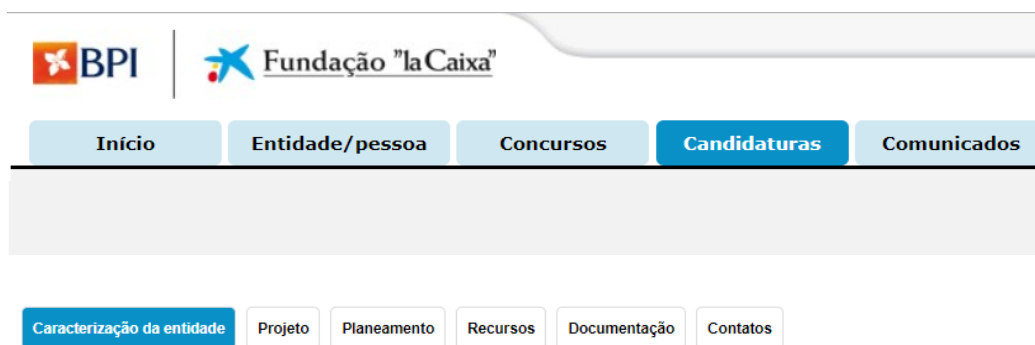 BPI
Fundação "la Caixa"
Início Entidade/pessoa Concursos Candidaturas Comunicados
Caracterização da entidade Projeto Planeamento Recursos Documentação Contatos